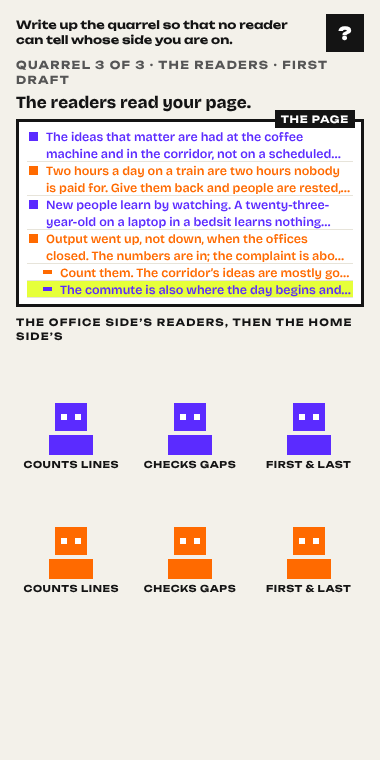 Write up the quarrel so that no reader
can tell whose side you are on.
?
QUARREL 3 OF 3 · THE READERS · FIRST
DRAFT
The readers read your page.
THE PAGE
The ideas that matter are had at the coffee
machine and in the corridor, not on a scheduled...
Two hours a day on a train are two hours nobody
is paid for. Give them back and people are rested,...
New people learn by watching. A twenty-three-
year-old on a laptop in a bedsit learns nothing...
Output went up, not down, when the offices
closed. The numbers are in; the complaint is abo...
Count them. The corridor’s ideas are mostly go...
The commute is also where the day begins and...
THE OFFICE SIDE’S READERS, THEN THE HOME
SIDE’S
COUNTS LINES
CHECKS GAPS
FIRST & LAST
COUNTS LINES
CHECKS GAPS
FIRST & LAST